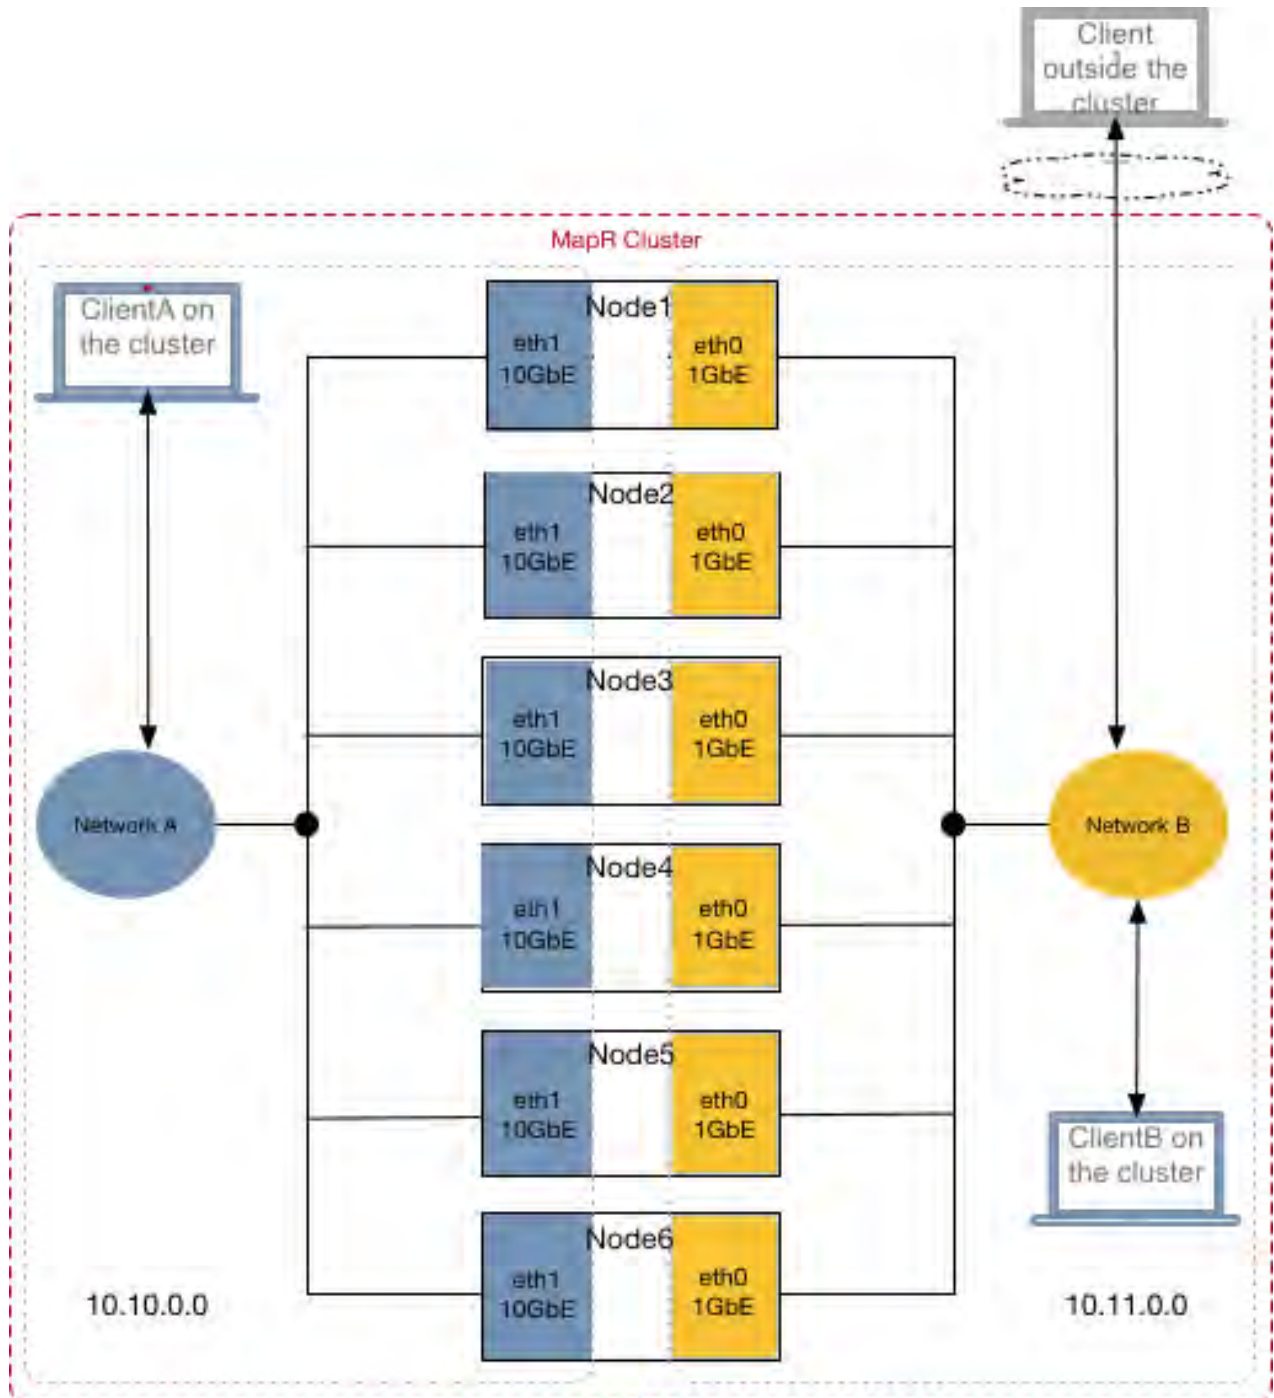 Client
outside the
cluster
MapR Cluster
ClientA on
the cluster
Node1
eth1
10GbE
eth0
1GbE
Node2
eth1
10GbE
eth0
1GbE
Node3
eth1
10GbE
eth0
1GbE
Network A
Network B
Node4
eth1
10GbE
eth0
1GbE
Node5
eth1
10GbE
eth0
1GbE
ClientB on
the cluster
Node6
eth1
10GbE
eth0
1GbE
10.10.0.0
10.11.0.0